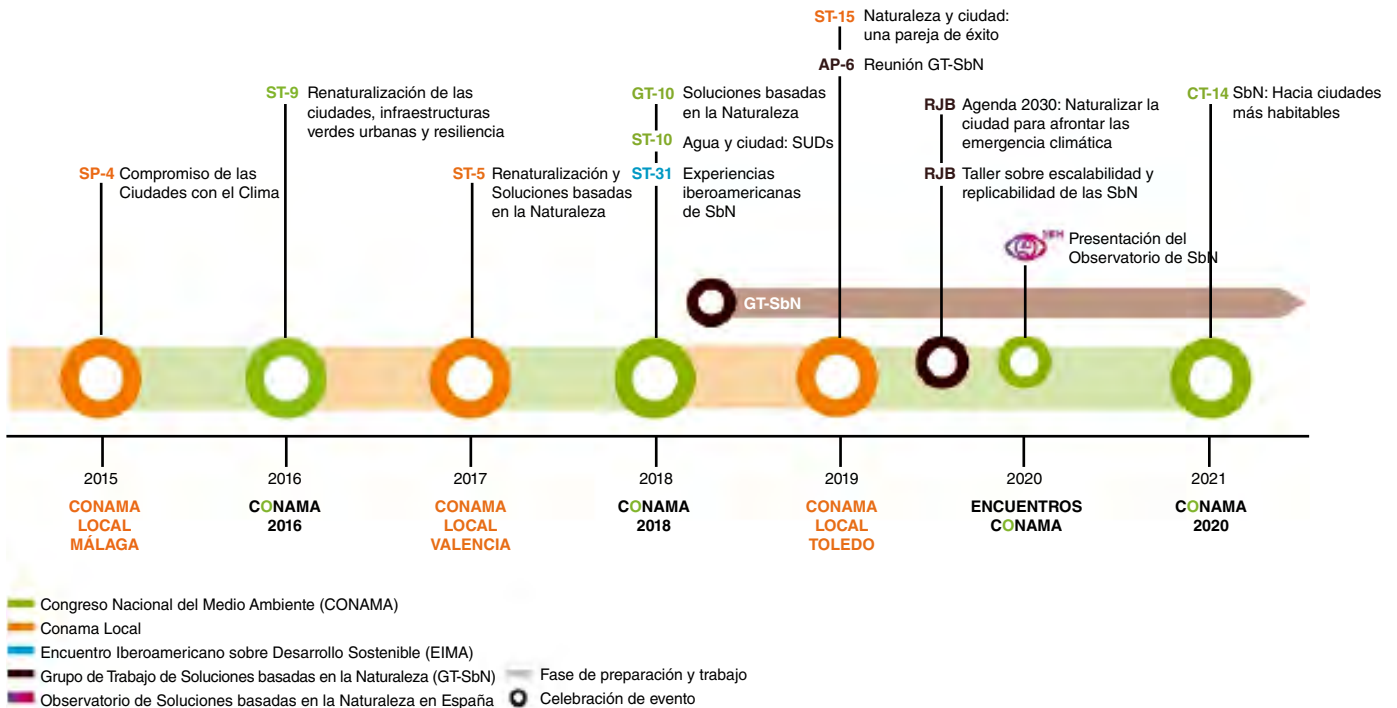 ST-15 Naturaleza y ciudad:
una pareja de éxito
AP-6 Reunión GT-SbN
ST-9 Renaturalización de las
ciudades, infraestructuras
verdes urbanas y resiliencia
GT-10 Soluciones basadas
en la Naturaleza
RJB Agenda 2030: Naturalizar la
ciudad para afrontar las
emergencia climática
CT-14 SbN: Hacia ciudades
más habitables
ST-10 Agua y ciudad: SUDs
SP-4 Compromiso de las
Ciudades con el Clima
ST-5 Renaturalización y
Soluciones basadas
en la Naturaleza
ST-31 Experiencias
iberoamericanas
de SbN
RJB Taller sobre escalabilidad y
replicabilidad de las SbN
Presentación del
Observatorio de SbN
GT-SbN
2015
CONAMA
LOCAL
MÁLAGA
2016
CONAMA
2016
2017
CONAMA
LOCAL
VALENCIA
2018
CONAMA
2018
2019
CONAMA
LOCAL
TOLEDO
2020
ENCUENTROS
CONAMA
2021
CONAMA
2020
Congreso Nacional del Medio Ambiente (CONAMA)
Conama Local
Encuentro Iberoamericano sobre Desarrollo Sostenible (EIMA)
Grupo de Trabajo de Soluciones basadas en la Naturaleza (GT-SbN)
Observatorio de Soluciones basadas en la Naturaleza en España
Fase de preparación y trabajo
Celebración de evento